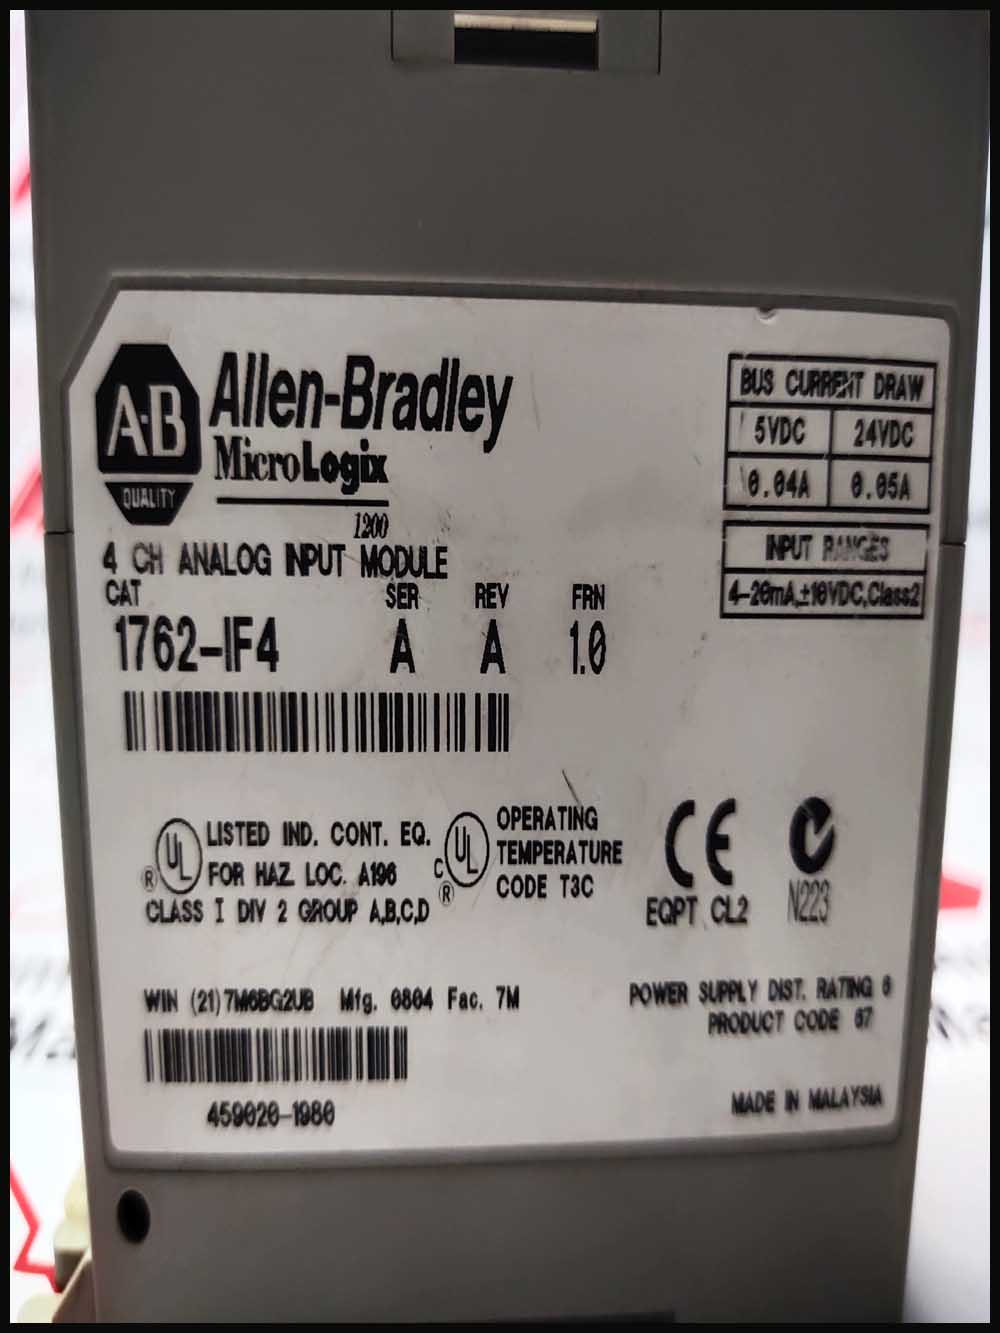 A-B
QUALITY
Allen-Bradley
MicroLogix
1200
4 CH ANALOG INPUT MODULE
CAT SER REV FRN
1762-IF4 A A 1.0
BUS CURRENT DRAW
5VDC 24VDC
0.04A 0.05A
INPUT RANGES
4-20mA,±10VDC,Class2
UL LISTED IND. CONT. EQ.
FOR HAZ. LOC. A196
®
CLASS I DIV 2 GROUP A,B,C,D
C UL ®
OPERATING
TEMPERATURE
CODE T3C
CE
EQPT CL2
N223
WIN (21) Mfg. 0804 Fac. 7M
459020-1980
POWER SUPPLY DIST. RATING 6
PRODUCT CODE 67
MADE IN MALAYSIA